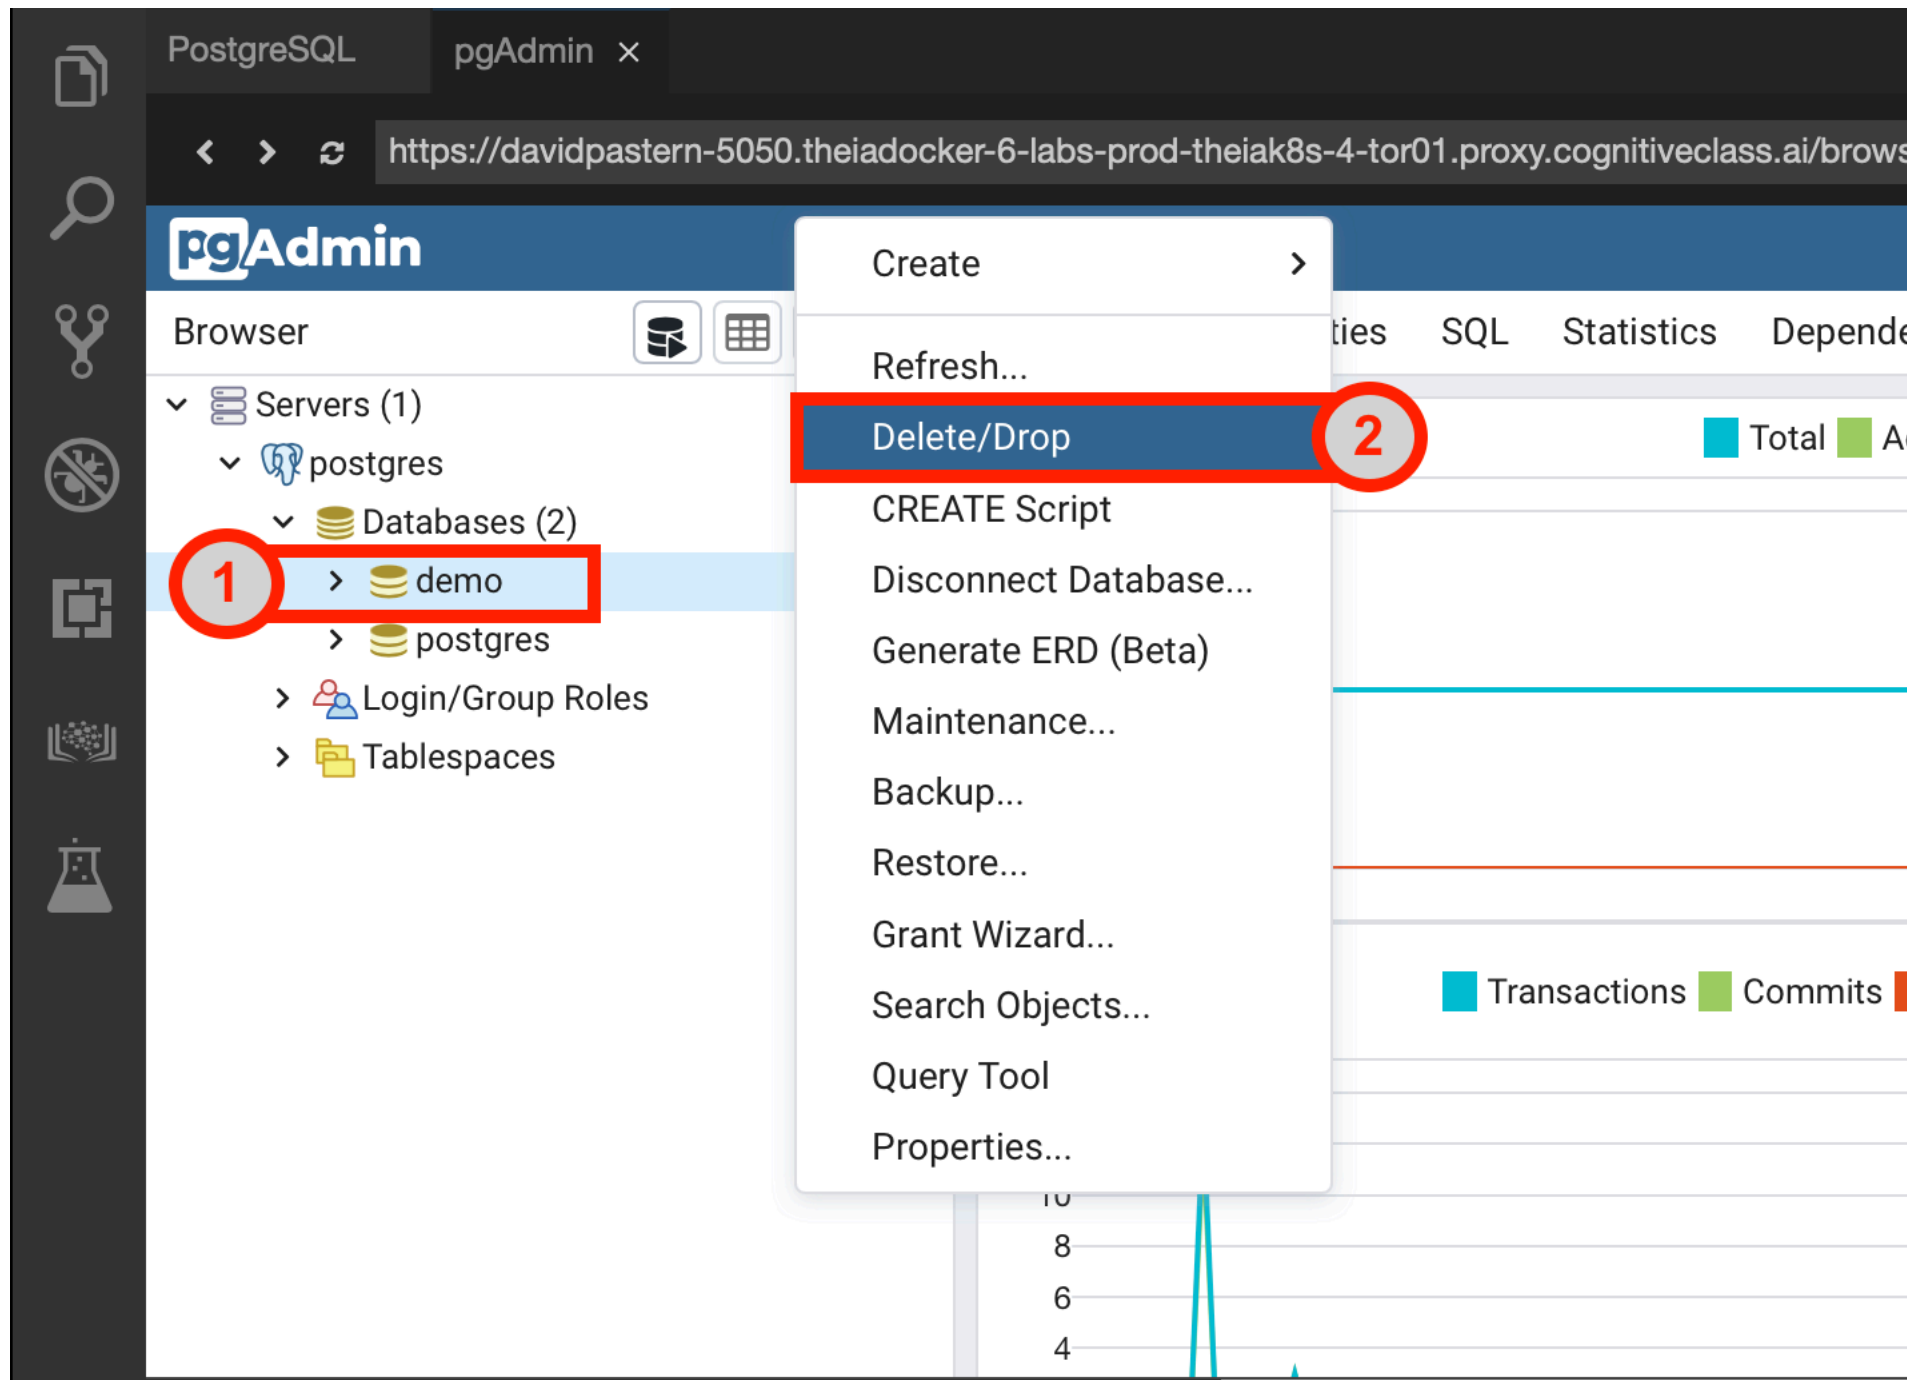 PostgreSQL
pgAdmin
https://davidpastern-5050.theiadocker-6-labs-prod-theiak8s-4-tor01.proxy.cognitiveclass.ai/brows
pgAdmin
Browser
ties SQL Statistics Depende
Servers (1)
postgres
Databases (2)
1
demo
postgres
Login/Group Roles
Tablespaces
Create
Refresh...
Delete/Drop
2
CREATE Script
Disconnect Database...
Generate ERD (Beta)
Maintenance...
Backup...
Restore...
Grant Wizard...
Search Objects...
Query Tool
Properties...
Total
Transactions Commits
10
8
6
4